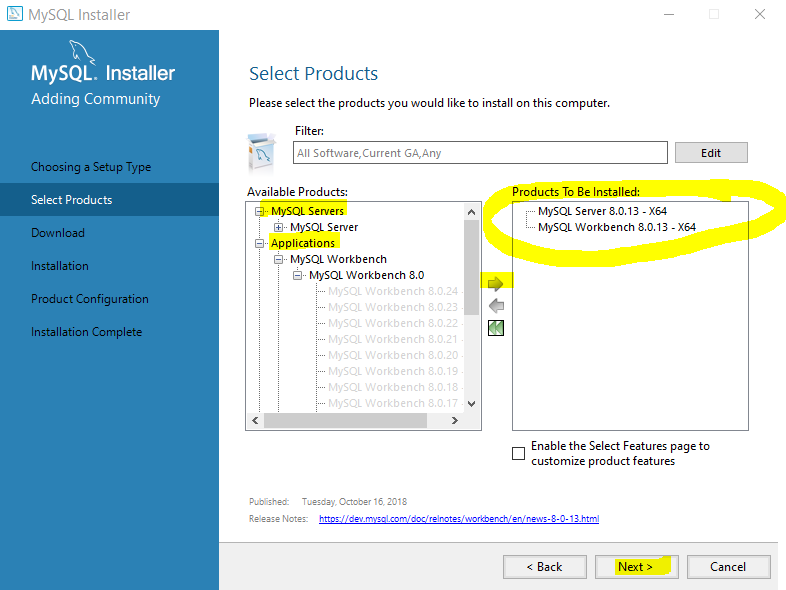 MySQL Installer
MySQL. Installer
Adding Community
Choosing a Setup Type
Select Products
Download
Installation
Product Configuration
Installation Complete
Select Products
Please select the products you would like to install on this computer.
Filter:
All Software,Current GA,Any
Edit
Available Products:
MySQL Servers
MySQL Server
Applications
MySQL Workbench
MySQL Workbench 8.0
MySQL Workbench 8.0.24
MySQL Workbench 8.0.23
MySQL Workbench 8.0.22
MySQL Workbench 8.0.21
MySQL Workbench 8.0.20
MySQL Workbench 8.0.19
MySQL Workbench 8.0.18
MySQL Workbench 8.0.17
Products To Be Installed:
MySQL Server 8.0.13 - X64
MySQL Workbench 8.0.13 - X64
Enable the Select Features page to
customize product features
Published: Tuesday, October 16, 2018
Release Notes: https://dev.mysql.com/doc/relnotes/workbench/en/news-8-0-13.html
< Back
Next >
Cancel